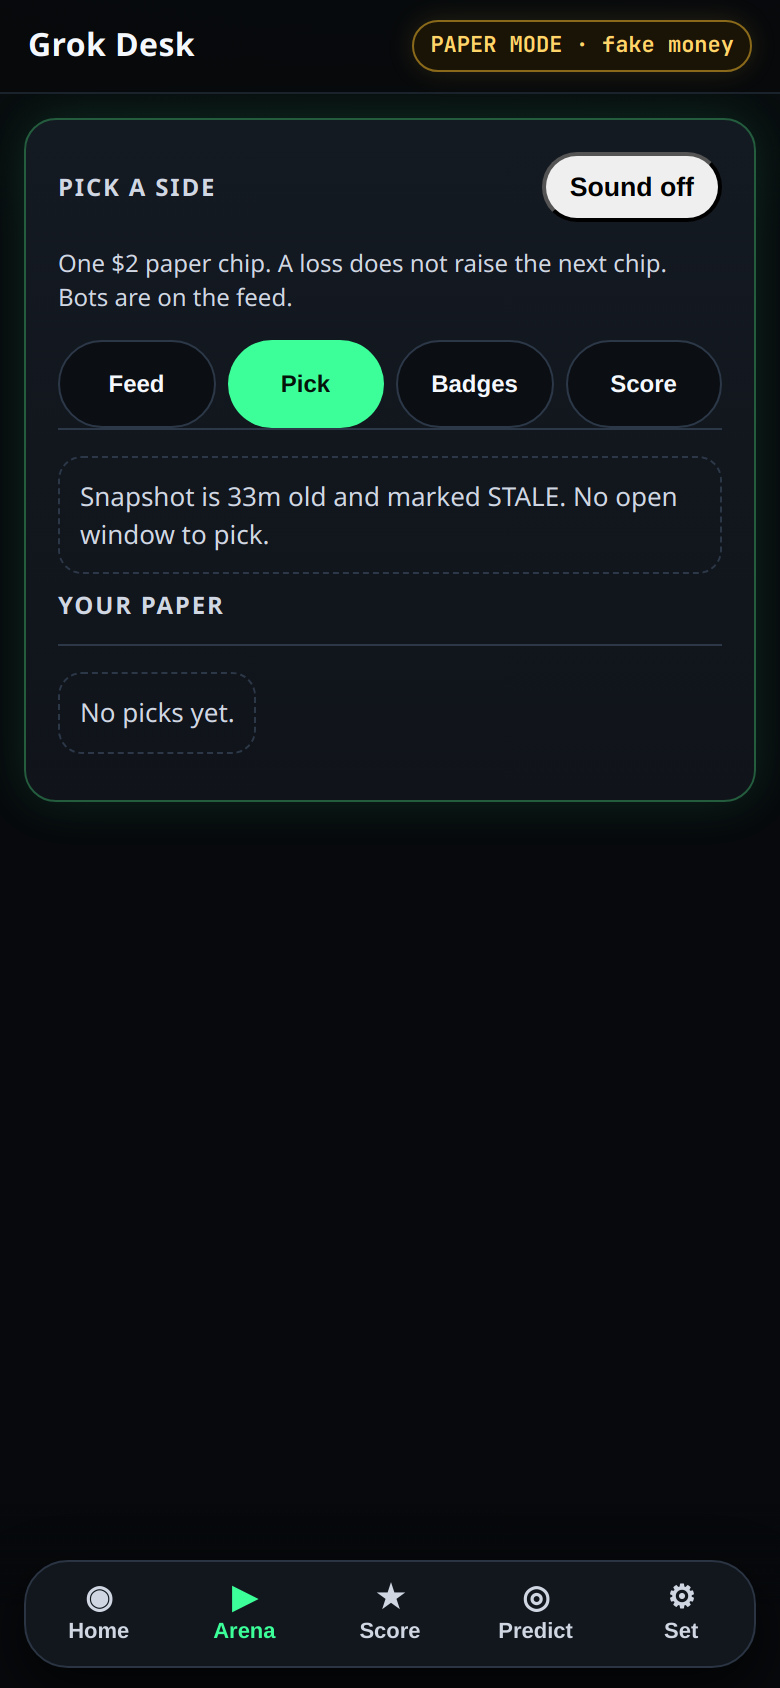 Grok Desk
PAPER MODE · fake money
PICK A SIDE
Sound off
One $2 paper chip. A loss does not raise the next chip.
Bots are on the feed.
Feed
Pick
Badges
Score
Snapshot is 33m old and marked STALE. No open
window to pick.
YOUR PAPER
No picks yet.
Home
Arena
Score
Predict
Set